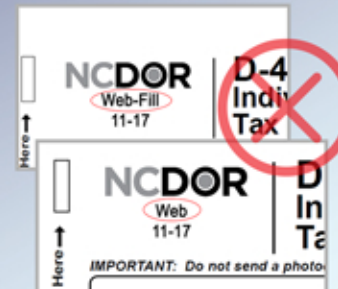 NCDOR
Web-Fill
11-17
D-4
Indiv
Tax
Here
NCDOR
Web
11-17
D
In
Ta
Here
IMPORTANT: Do not send a photo